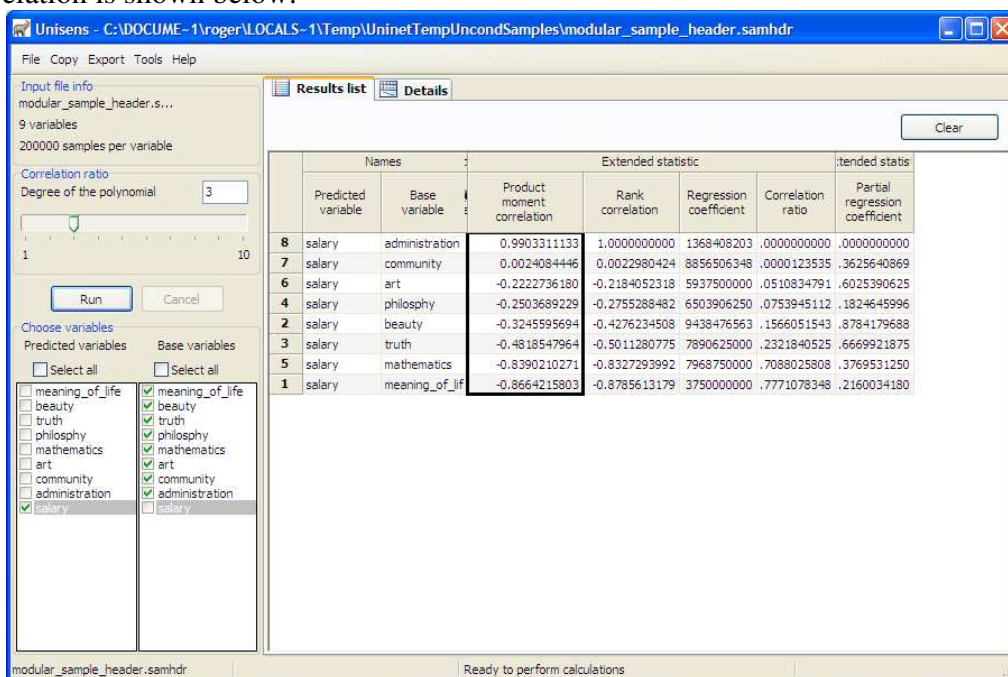 elation is shown below.
Unisens - C:\DOCUME~1\roger\LOCALS~1\Temp\UninetTempUncondSamples\modular_sample_header.samhdr
File Copy Export Tools Help
Input file info
modular_sample_header.s...
9 variables
200000 samples per variable
Correlation ratio
Degree of the polynomial 3
1 10
Run Cancel
Choose variables
Predicted variables Base variables
Select all Select all
meaning_of_life meaning_of_life
beauty beauty
truth truth
philosphy philosphy
mathematics mathematics
art art
community community
administration administration
salary salary
Results list Details
Clear
Names Extended statistic :tended statis
Predicted variable Base variable Product moment correlation Rank correlation Regression coefficient Correlation ratio Partial regression coefficient
8 salary administration 0.9903311133 1.0000000000 1368408203 .0000000000 .0000000000
7 salary community 0.0024084446 0.0022980424 8856506348 .0000123535 .3625640869
6 salary art -0.2222736180 -0.2184052318 5937500000 .0510834791 .6025390625
4 salary philosphy -0.2503689229 -0.2755288482 6503906250 .0753945112 .1824645996
2 salary beauty -0.3245595694 -0.4276234508 9438476563 .1566051543 .8784179688
3 salary truth -0.4818547964 -0.5011280775 7890625000 .2321840525 .6669921875
5 salary mathematics -0.8390210271 -0.8327293992 7968750000 .7088025808 .3769531250
1 salary meaning_of_lif -0.8664215803 -0.8785613179 3750000000 .7771078348 .2160034180
modular_sample_header.samhdr Ready to perform calculations